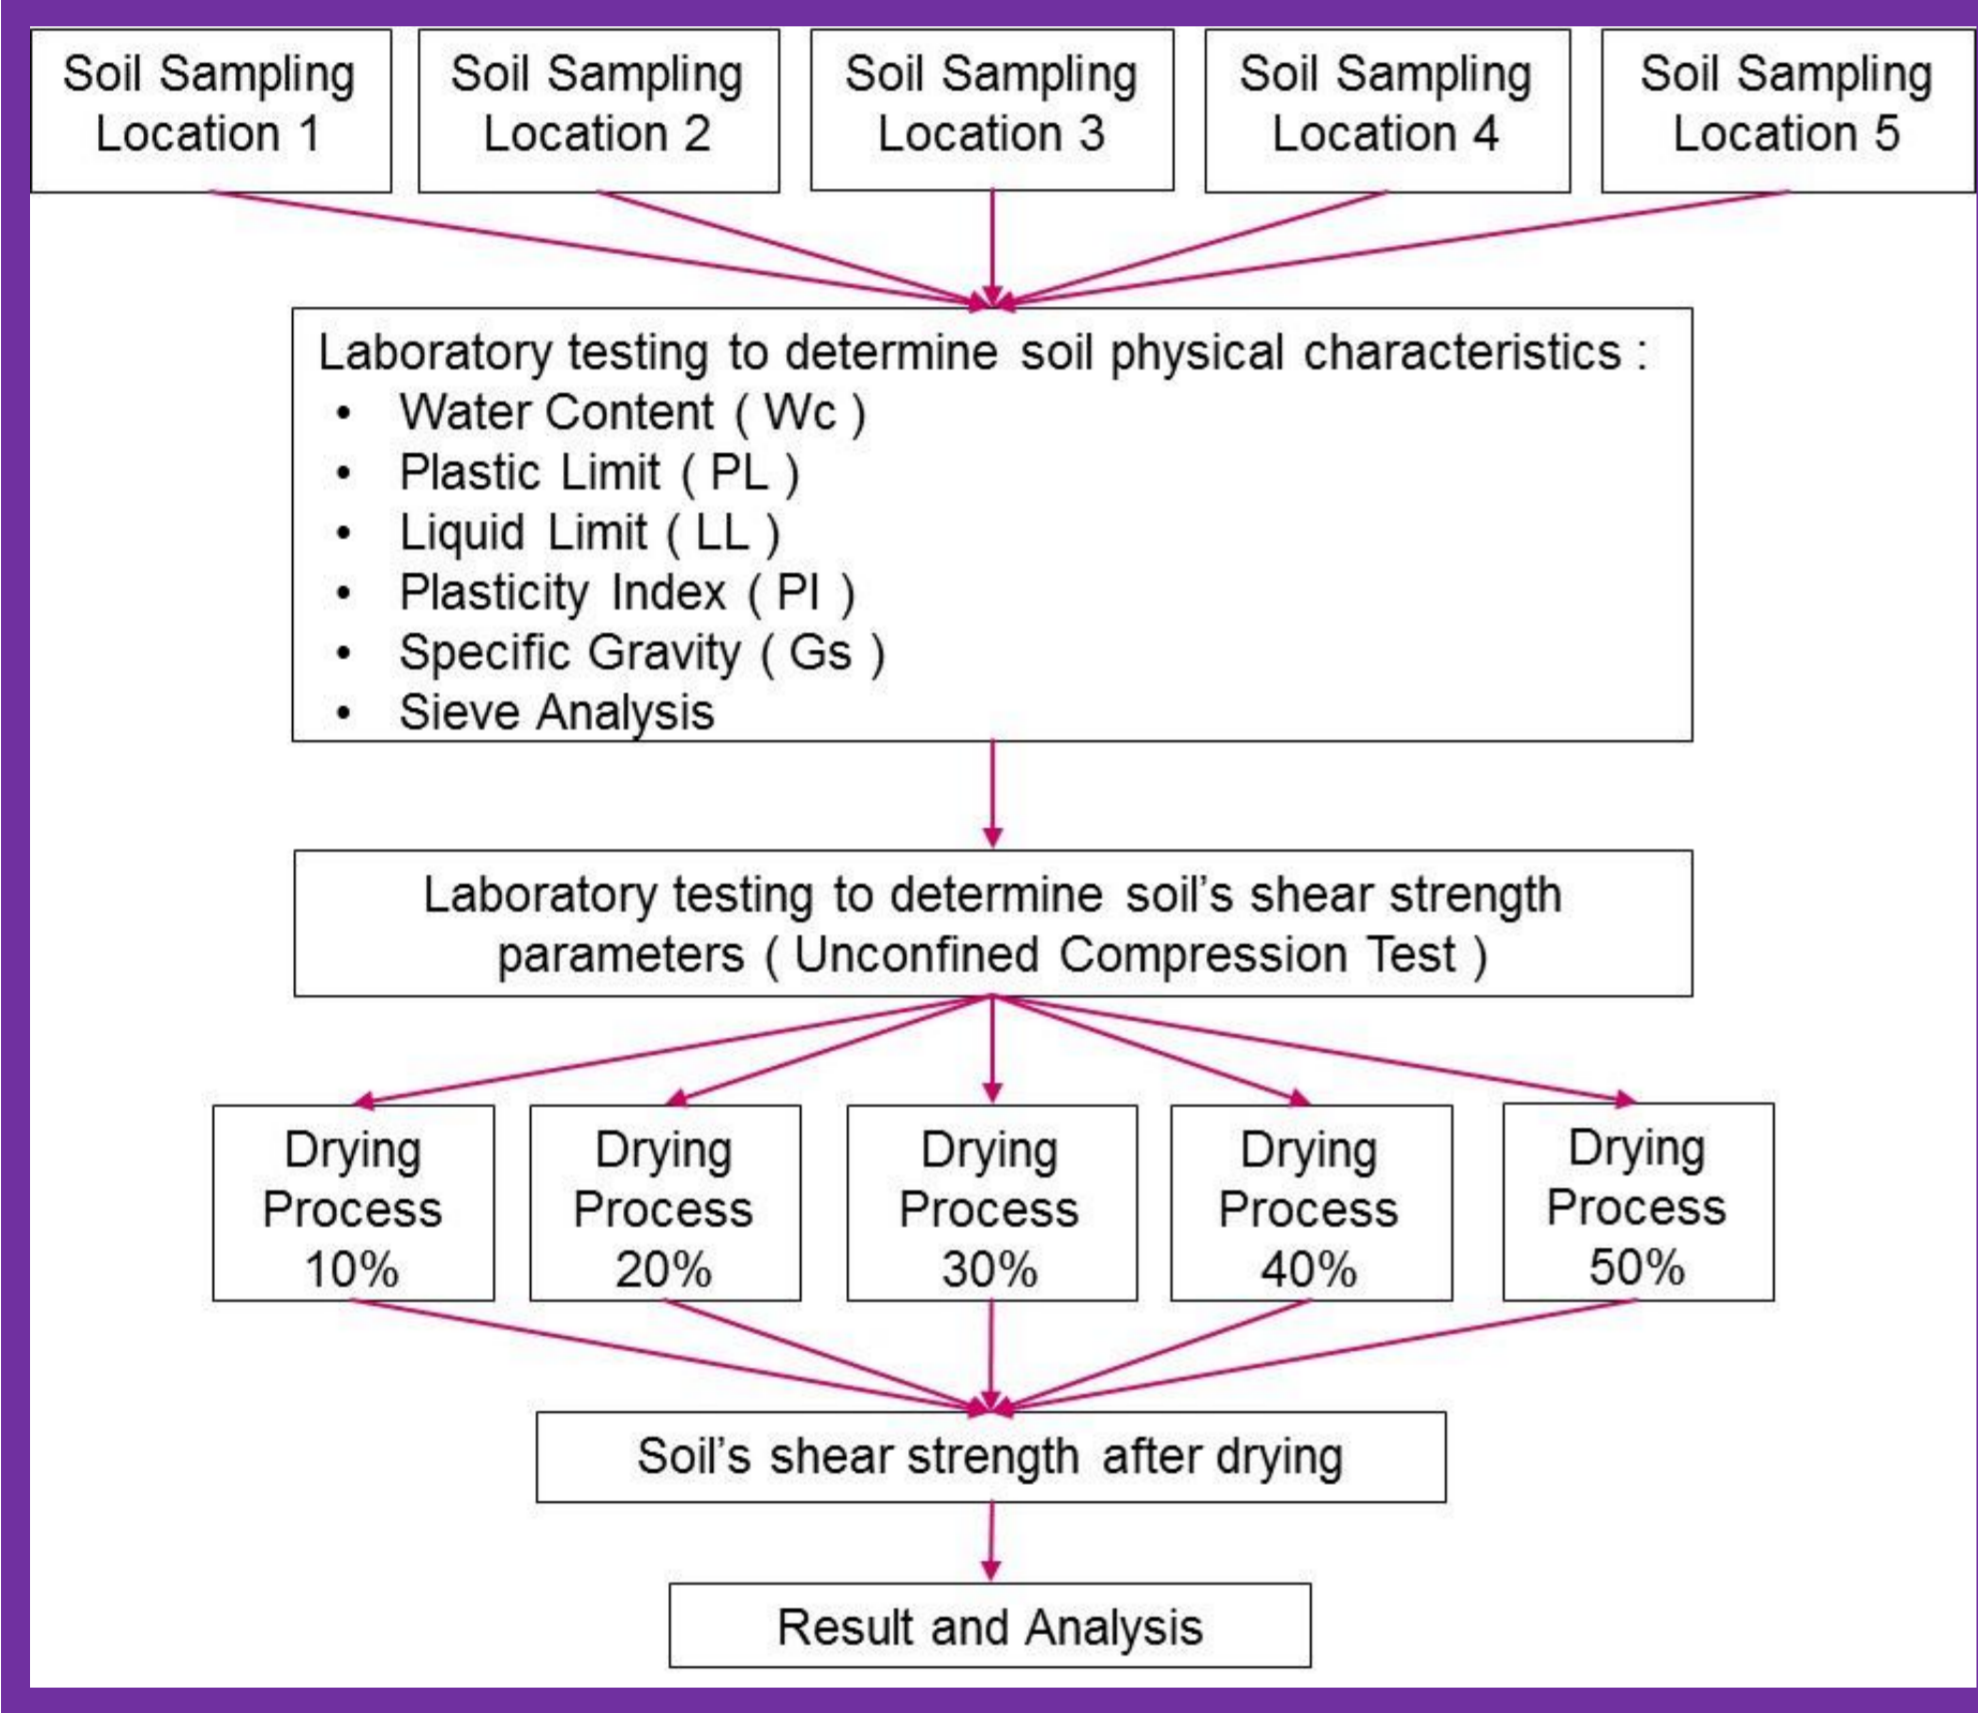 Soil Sampling
Location 1
Soil Sampling
Location 2
Soil Sampling
Location 3
Soil Sampling
Location 4
Soil Sampling
Location 5
Laboratory testing to determine soil physical characteristics :
• Water Content ( Wc )
• Plastic Limit ( PL )
• Liquid Limit ( LL )
• Plasticity Index ( PI )
• Specific Gravity ( Gs )
• Sieve Analysis
Laboratory testing to determine soil’s shear strength
parameters ( Unconfined Compression Test )
Drying
Process
10%
Drying
Process
20%
Drying
Process
30%
Drying
Process
40%
Drying
Process
50%
Soil’s shear strength after drying
Result and Analysis